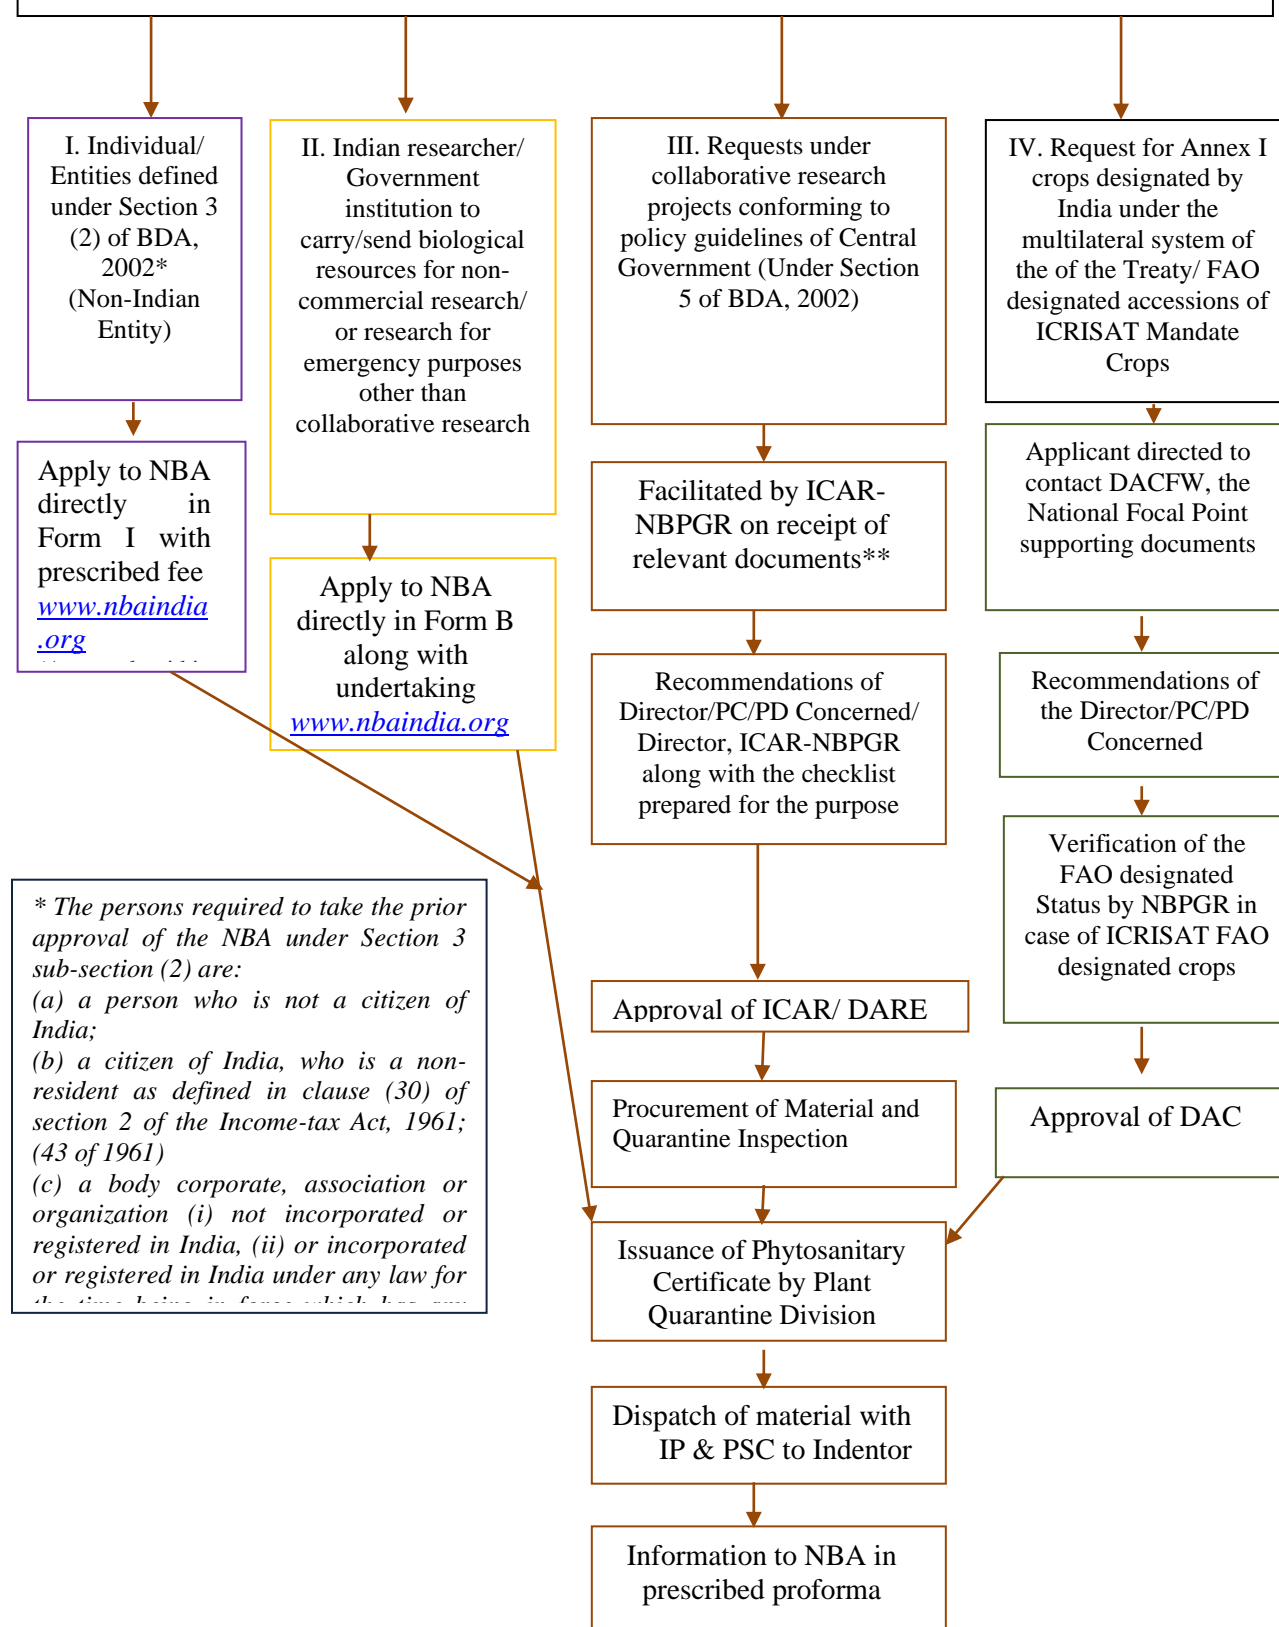 I. Individual/
Entities defined
under Section 3
(2) of BDA,
2002*
(Non-Indian
Entity)
Apply to NBA
directly in
Form I with
prescribed fee
www.nbaindia
.org
II. Indian researcher/
Government
institution to
carry/send biological
resources for non-
commercial research/
or research for
emergency purposes
other than
collaborative research
Apply to NBA
directly in Form B
along with
undertaking
www.nbaindia.org
III. Requests under
collaborative research
projects conforming to
policy guidelines of Central
Government (Under Section
5 of BDA, 2002)
Facilitated by ICAR-
NBPGR on receipt of
relevant documents**
Recommendations of
Director/PC/PD Concerned/
Director, ICAR-NBPGR
along with the checklist
prepared for the purpose
Approval of ICAR/ DARE
Procurement of Material and
Quarantine Inspection
Issuance of Phytosanitary
Certificate by Plant
Quarantine Division
Dispatch of material with
IP & PSC to Indentor
Information to NBA in
prescribed proforma
IV. Request for Annex I
crops designated by
India under the
multilateral system of
the of the Treaty/ FAO
designated accessions of
ICRISAT Mandate
Crops
Applicant directed to
contact DACFW, the
National Focal Point
supporting documents
Recommendations of
the Director/PC/PD
Concerned
Verification of the
FAO designated
Status by NBPGR in
case of ICRISAT FAO
designated crops
Approval of DAC
* The persons required to take the prior
approval of the NBA under Section 3
sub-section (2) are:
(a) a person who is not a citizen of
India;
(b) a citizen of India, who is a non-
resident as defined in clause (30) of
section 2 of the Income-tax Act, 1961;
(43 of 1961)
(c) a body corporate, association or
organization (i) not incorporated or
registered in India, (ii) or incorporated
or registered in India under any law for
the time being in force which has any